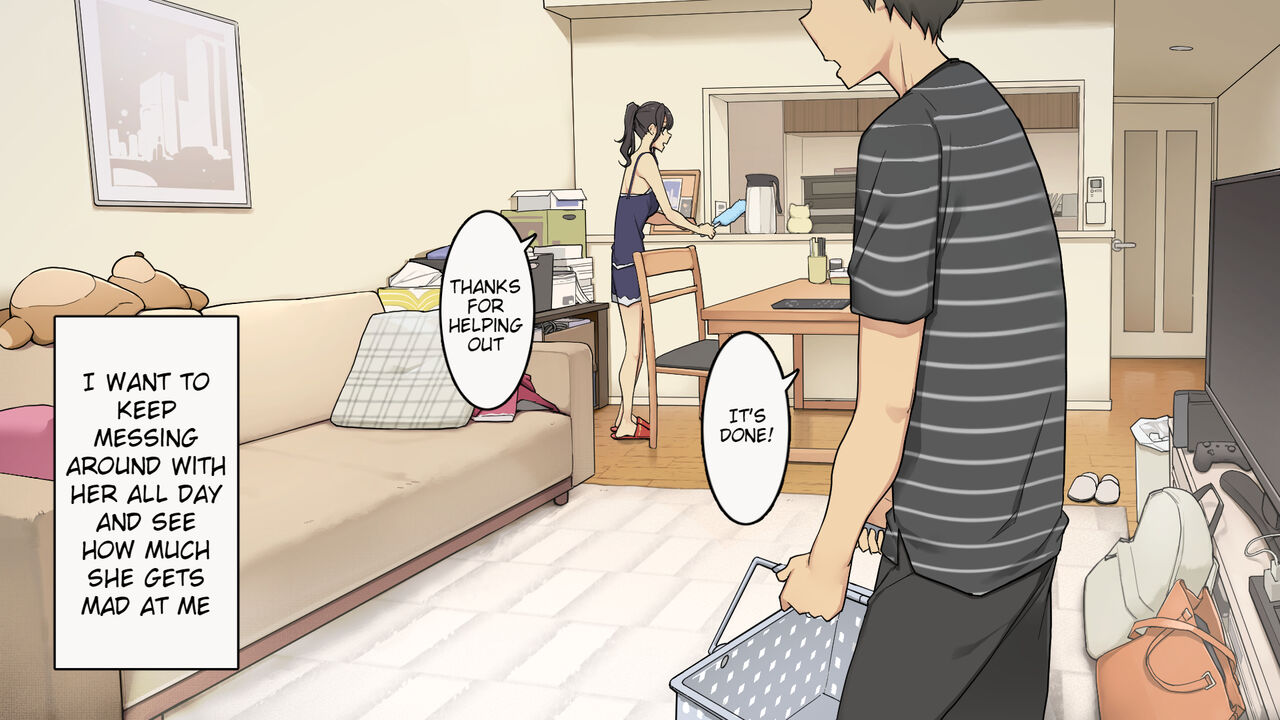 I WANT TO
KEEP
MESSING
AROUND WITH
HER ALL DAY
AND SEE
HOW MUCH
SHE GETS
MAD AT ME
THANKS
FOR
HELPING
OUT
IT'S
DONE!